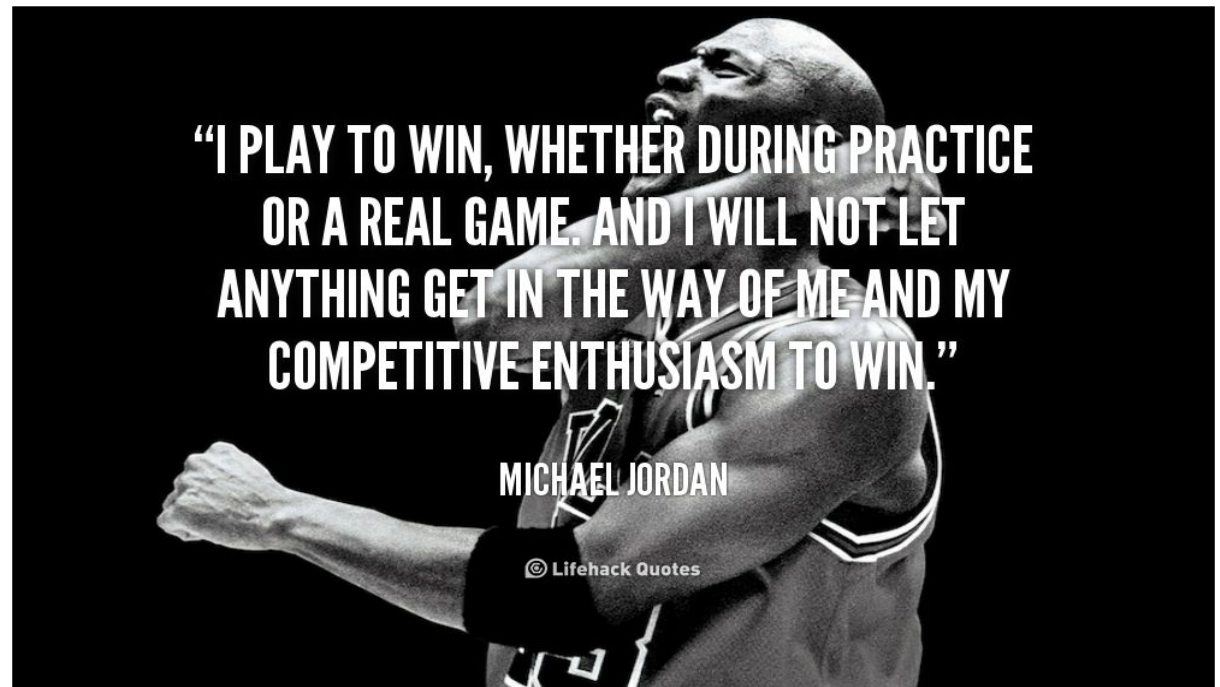 “I PLAY TO WIN, WHETHER DURING PRACTICE
OR A REAL GAME. AND I WILL NOT LET
ANYTHING GET IN THE WAY OF ME AND MY
COMPETITIVE ENTHUSIASM TO WIN.”
MICHAEL JORDAN
Lifehack Quotes